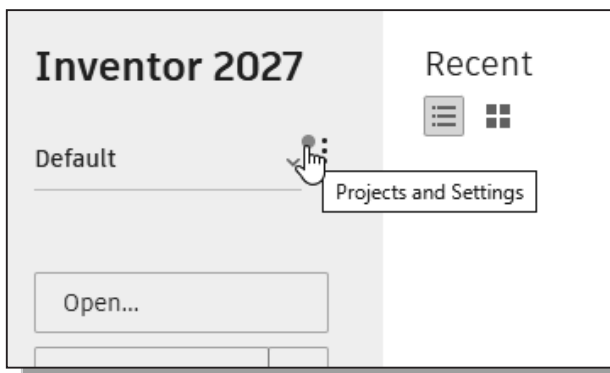 Inventor 2027
Recent
Default
Projects and Settings
Open...